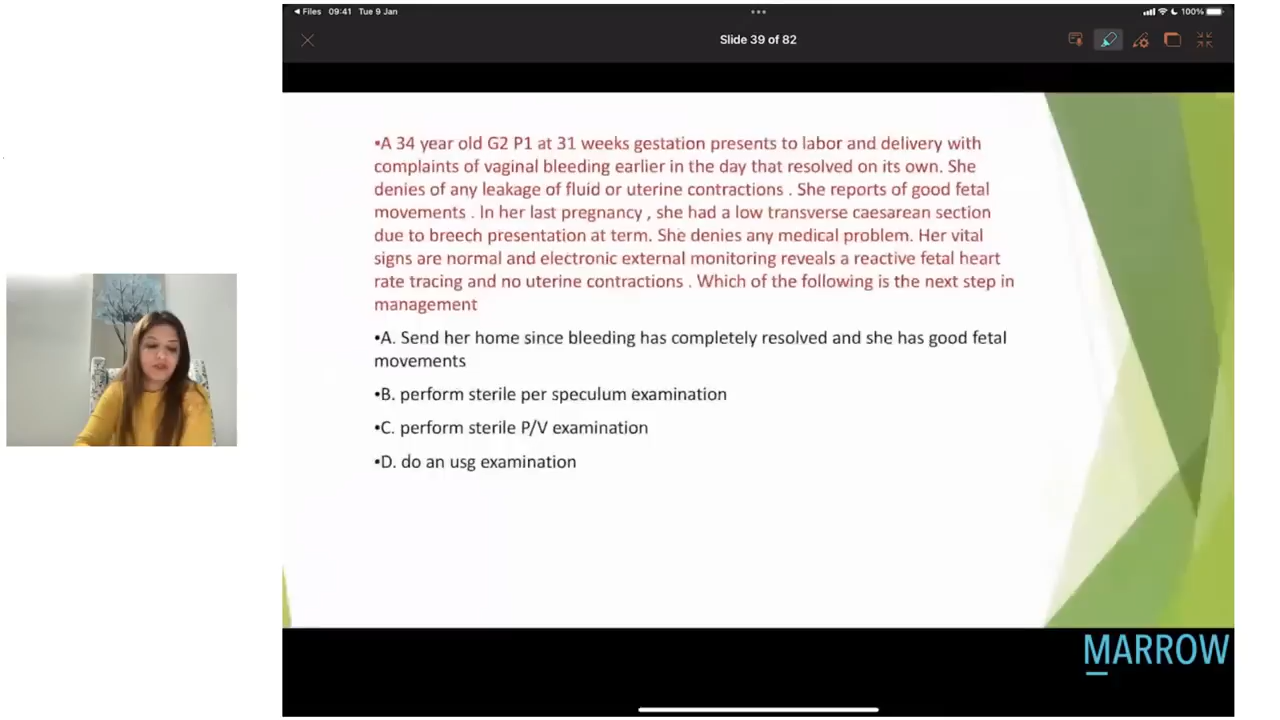 Files 09:41 Tue 9 Jan
100%
Slide 39 of 82
•A 34 year old G2 P1 at 31 weeks gestation presents to labor and delivery with
complaints of vaginal bleeding earlier in the day that resolved on its own. She
denies of any leakage of fluid or uterine contractions . She reports of good fetal
movements . In her last pregnancy , she had a low transverse caesarean section
due to breech presentation at term. She denies any medical problem. Her vital
signs are normal and electronic external monitoring reveals a reactive fetal heart
rate tracing and no uterine contractions . Which of the following is the next step in
management
•A. Send her home since bleeding has completely resolved and she has good fetal
movements
•B. perform sterile per speculum examination
•C. perform sterile P/V examination
•D. do an usg examination
MARROW